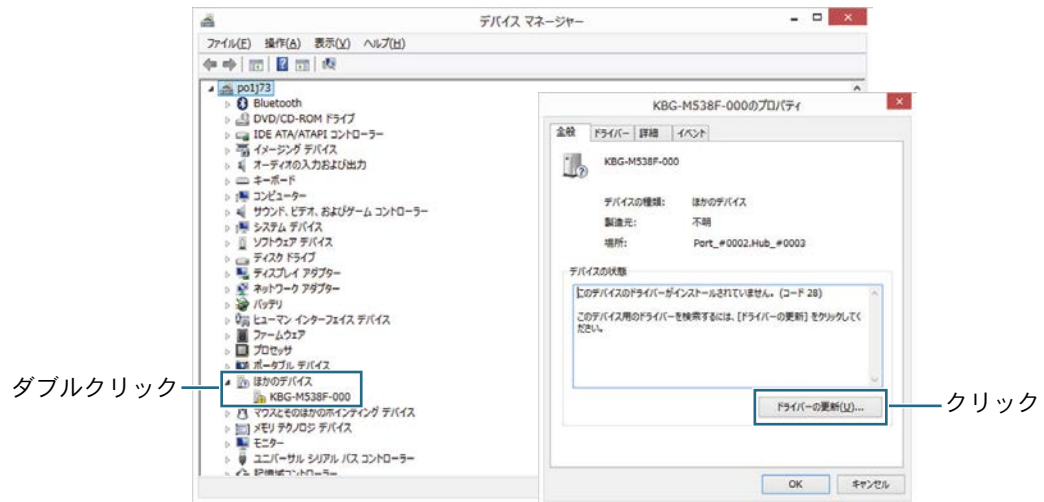 デバイス マネージャー
ファイル(F) 操作(A) 表示(V) ヘルプ(H)
po1j73
Bluetooth
DVD/CD-ROM ドライブ
IDE ATA/ATAPI コントローラー
イメージング デバイス
オーディオの入力および出力
キーボード
コンピューター
サウンド、ビデオ、およびゲーム コントローラー
システム デバイス
ソフトウェア デバイス
ディスク ドライブ
ディスプレイ アダプター
ネットワーク アダプター
バッテリ
ヒューマン インターフェイス デバイス
ファームウェア
プロセッサ
ポータブル デバイス
ほかのデバイス
KBG-M538F-000
マウスとそのほかのポインティング デバイス
メモリ テクノロジ デバイス
モニター
ユニバーサル シリアル バス コントローラー
記憶域コントローラー
ダブルクリック
KBG-M538F-000のプロパティ
全般 ドライバー 詳細 イベント
KBG-M538F-000
デバイスの種類: ほかのデバイス
製造元: 不明
場所: Port_#0002.Hub_#0003
デバイスの状態
このデバイスのドライバーがインストールされていません。 (コード 28)
このデバイス用のドライバーを検索するには、[ドライバーの更新] をクリックしてく
ださい。
ドライバーの更新(U)...
クリック
OK キャンセル